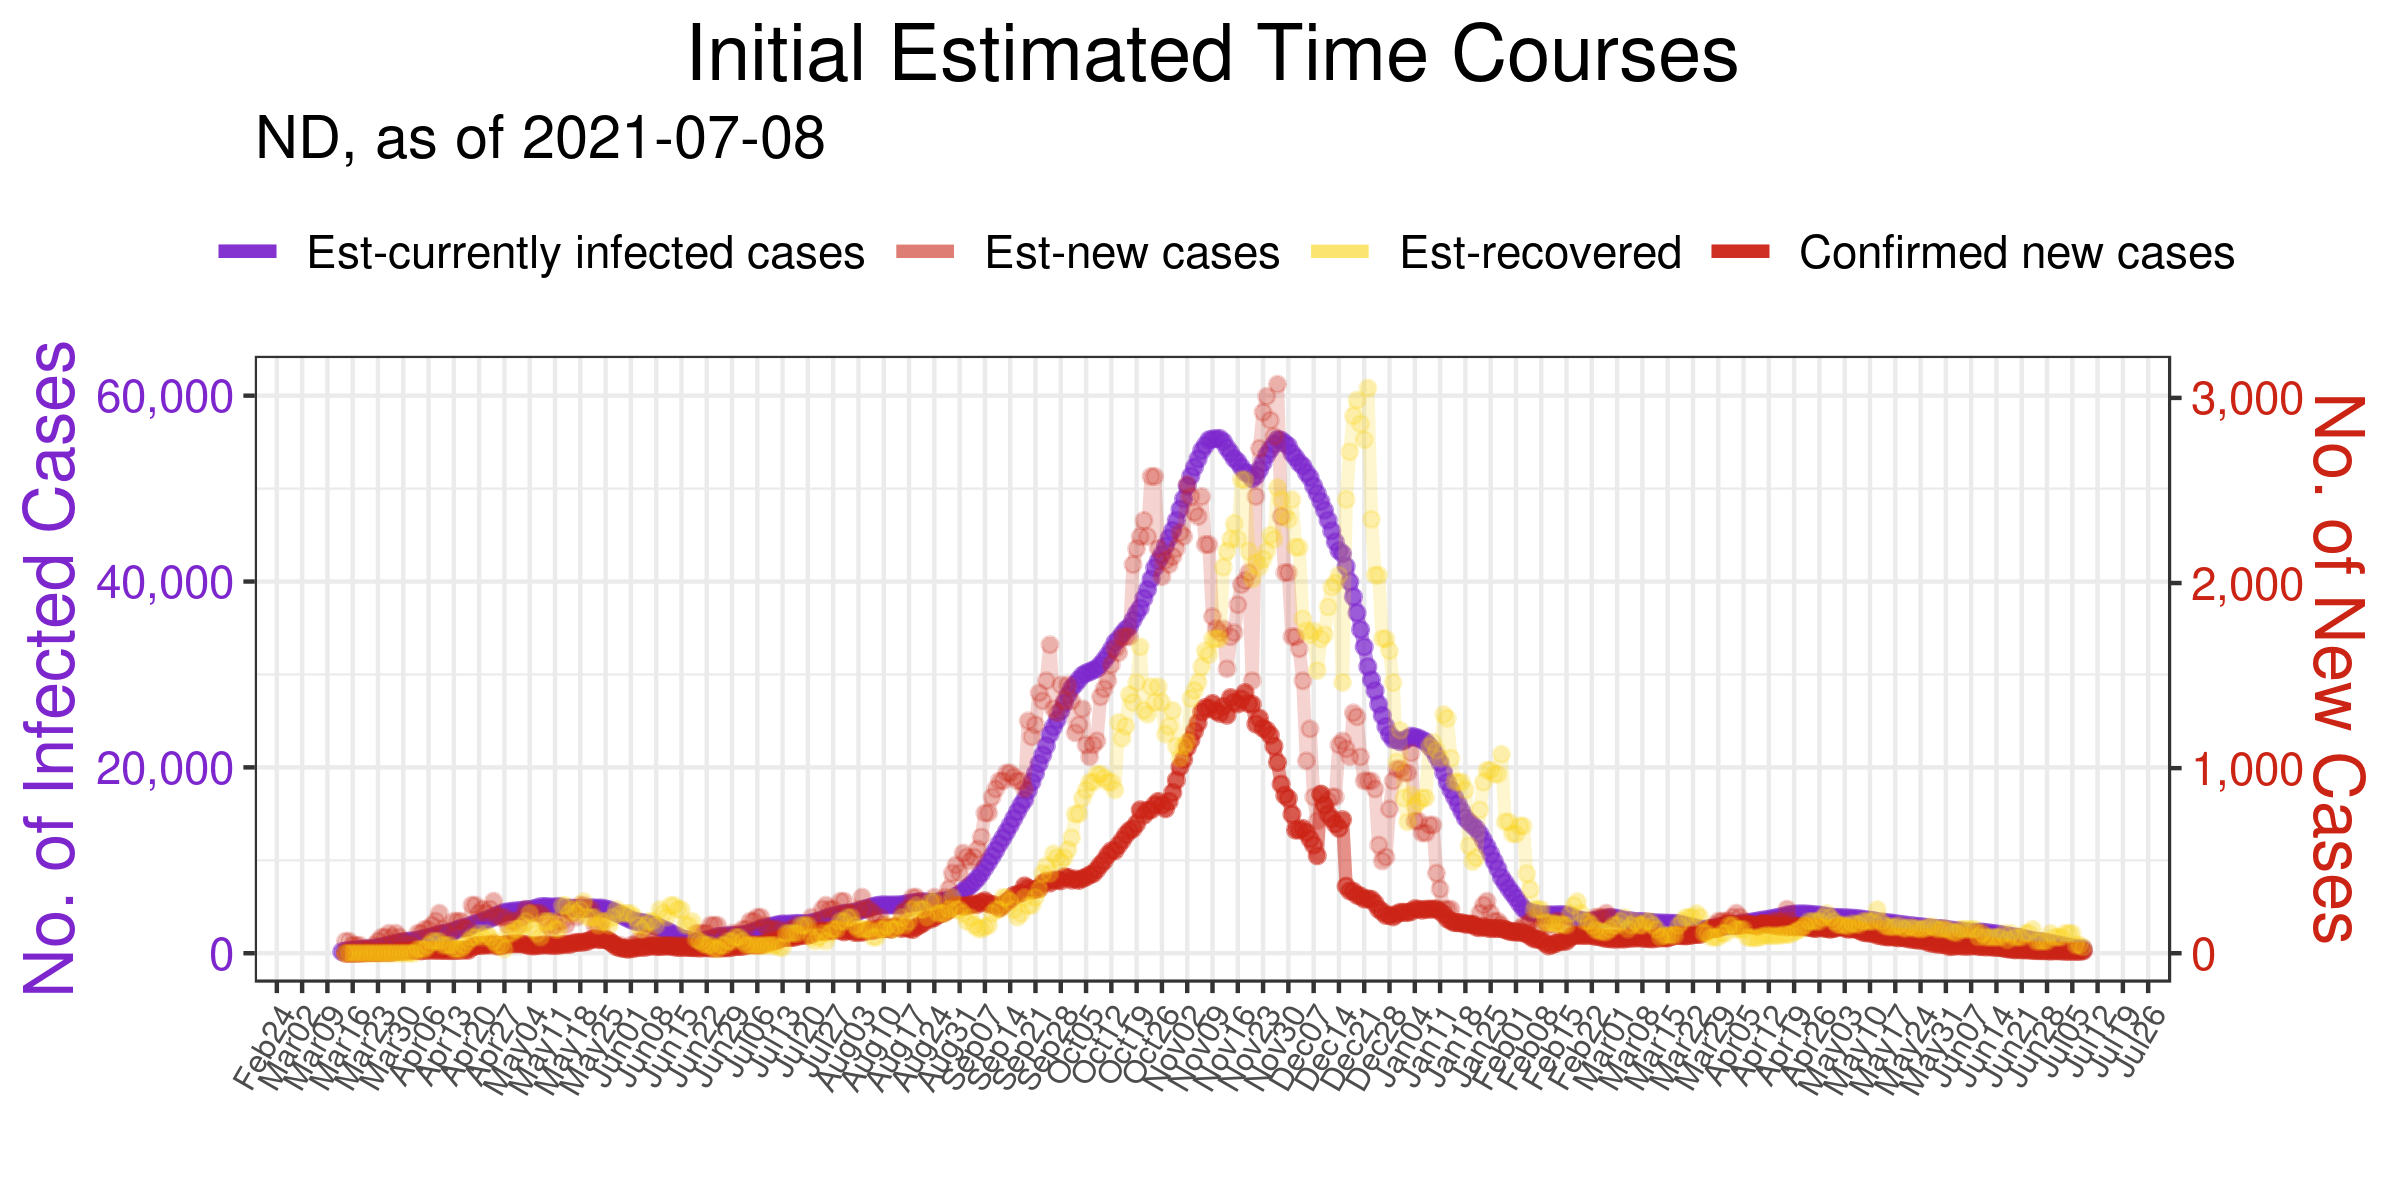 Initial Estimated Time Courses
ND, as of 2021-07-08
Est-currently infected cases
Est-new cases
Est-recovered
Confirmed new cases
No. of Infected Cases
60,000
40,000
20,000
0
3,000
2,000
1,000
0
No. of New Cases
Feb24
Mar02
Mar09
Mar16
Mar23
Mar30
Apr06
Apr13
Apr20
Apr27
May04
May11
May18
May25
Jun01
Jun08
Jun15
Jun22
Jun29
Jul06
Jul13
Jul20
Jul27
Aug03
Aug10
Aug17
Aug24
Aug31
Sep07
Sep14
Sep21
Sep28
Oct05
Oct12
Oct19
Oct26
Nov02
Nov09
Nov16
Nov23
Nov30
Dec07
Dec14
Dec21
Dec28
Jan04
Jan11
Jan18
Jan25
Feb01
Feb08
Feb15
Feb22
Mar01
Mar08
Mar15
Mar22
Mar29
Apr05
Apr12
Apr19
Apr26
May03
May10
May17
May24
May31
Jun07
Jun14
Jun21
Jun28
Jul05
Jul12
Jul19
Jul26